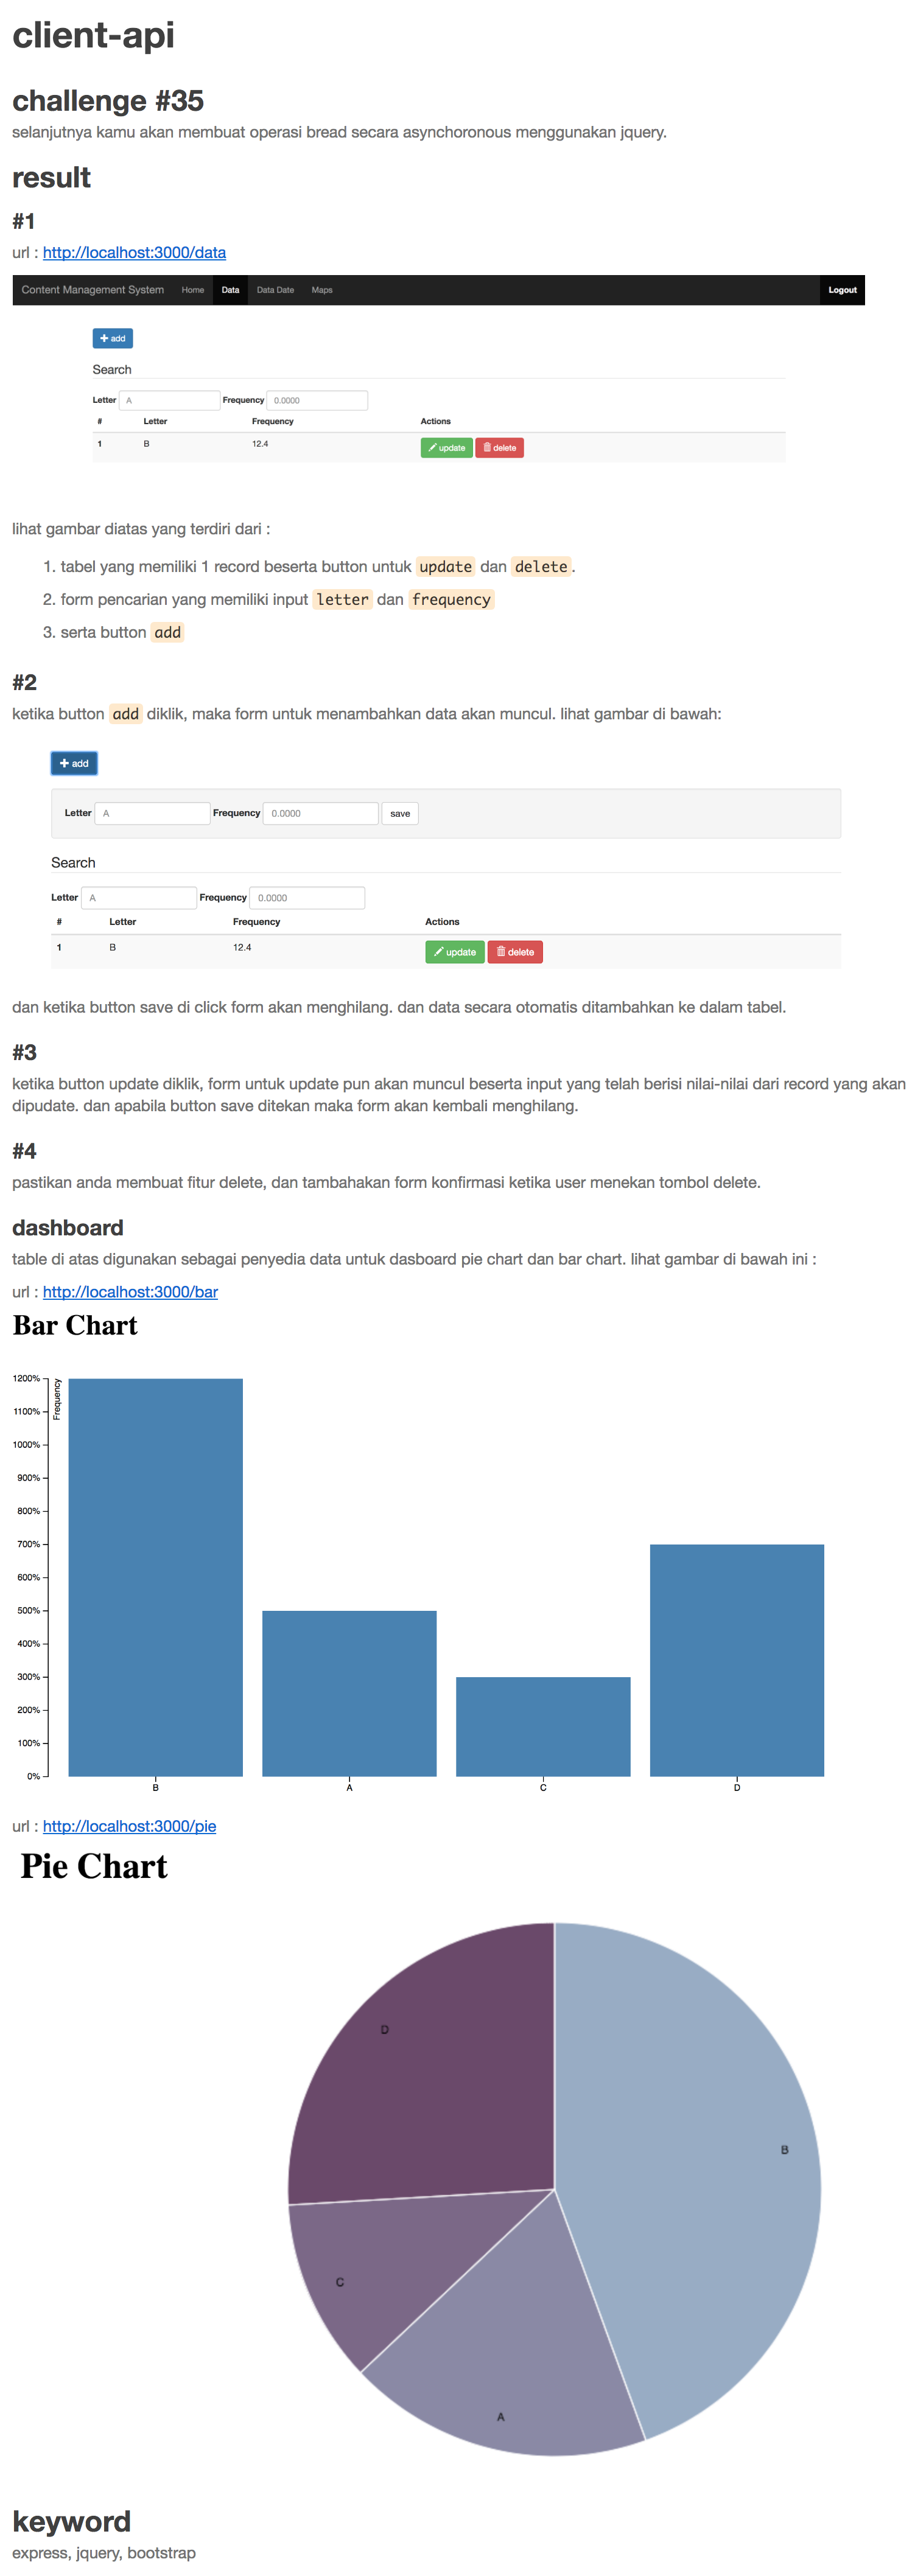 client-api
challenge #35
selanjutnya kamu akan membuat operasi bread secara asynchoronous menggunakan jquery.
result
#1
url : http://localhost:3000/data
Content Management System Home Data Data Date Maps Logout
add
Search
Letter A Frequency 0.0000
# Letter Frequency Actions
1 B 12.4 update delete
lihat gambar diatas yang terdiri dari :
1. tabel yang memiliki 1 record beserta button untuk update dan delete.
2. form pencarian yang memiliki input letter dan frequency
3. serta button add
#2
ketika button add diklik, maka form untuk menambahkan data akan muncul. lihat gambar di bawah:
add
Letter A Frequency 0.0000 save
Search
Letter A Frequency 0.0000
# Letter Frequency Actions
1 B 12.4 update delete
dan ketika button save di click form akan menghilang. dan data secara otomatis ditambahkan ke dalam tabel.
#3
ketika button update diklik, form untuk update pun akan muncul beserta input yang telah berisi nilai-nilai dari record yang akan
dipudate. dan apabila button save ditekan maka form akan kembali menghilang.
#4
pastikan anda membuat fitur delete, dan tambahakan form konfirmasi ketika user menekan tombol delete.
dashboard
table di atas digunakan sebagai penyedia data untuk dasboard pie chart dan bar chart. lihat gambar di bawah ini :
url : http://localhost:3000/bar
Bar Chart
Frequency
1200%
1100%
1000%
900%
800%
700%
600%
500%
400%
300%
200%
100%
0%
B A C D
url : http://localhost:3000/pie
Pie Chart
D
B
C
A
keyword
express, jquery, bootstrap